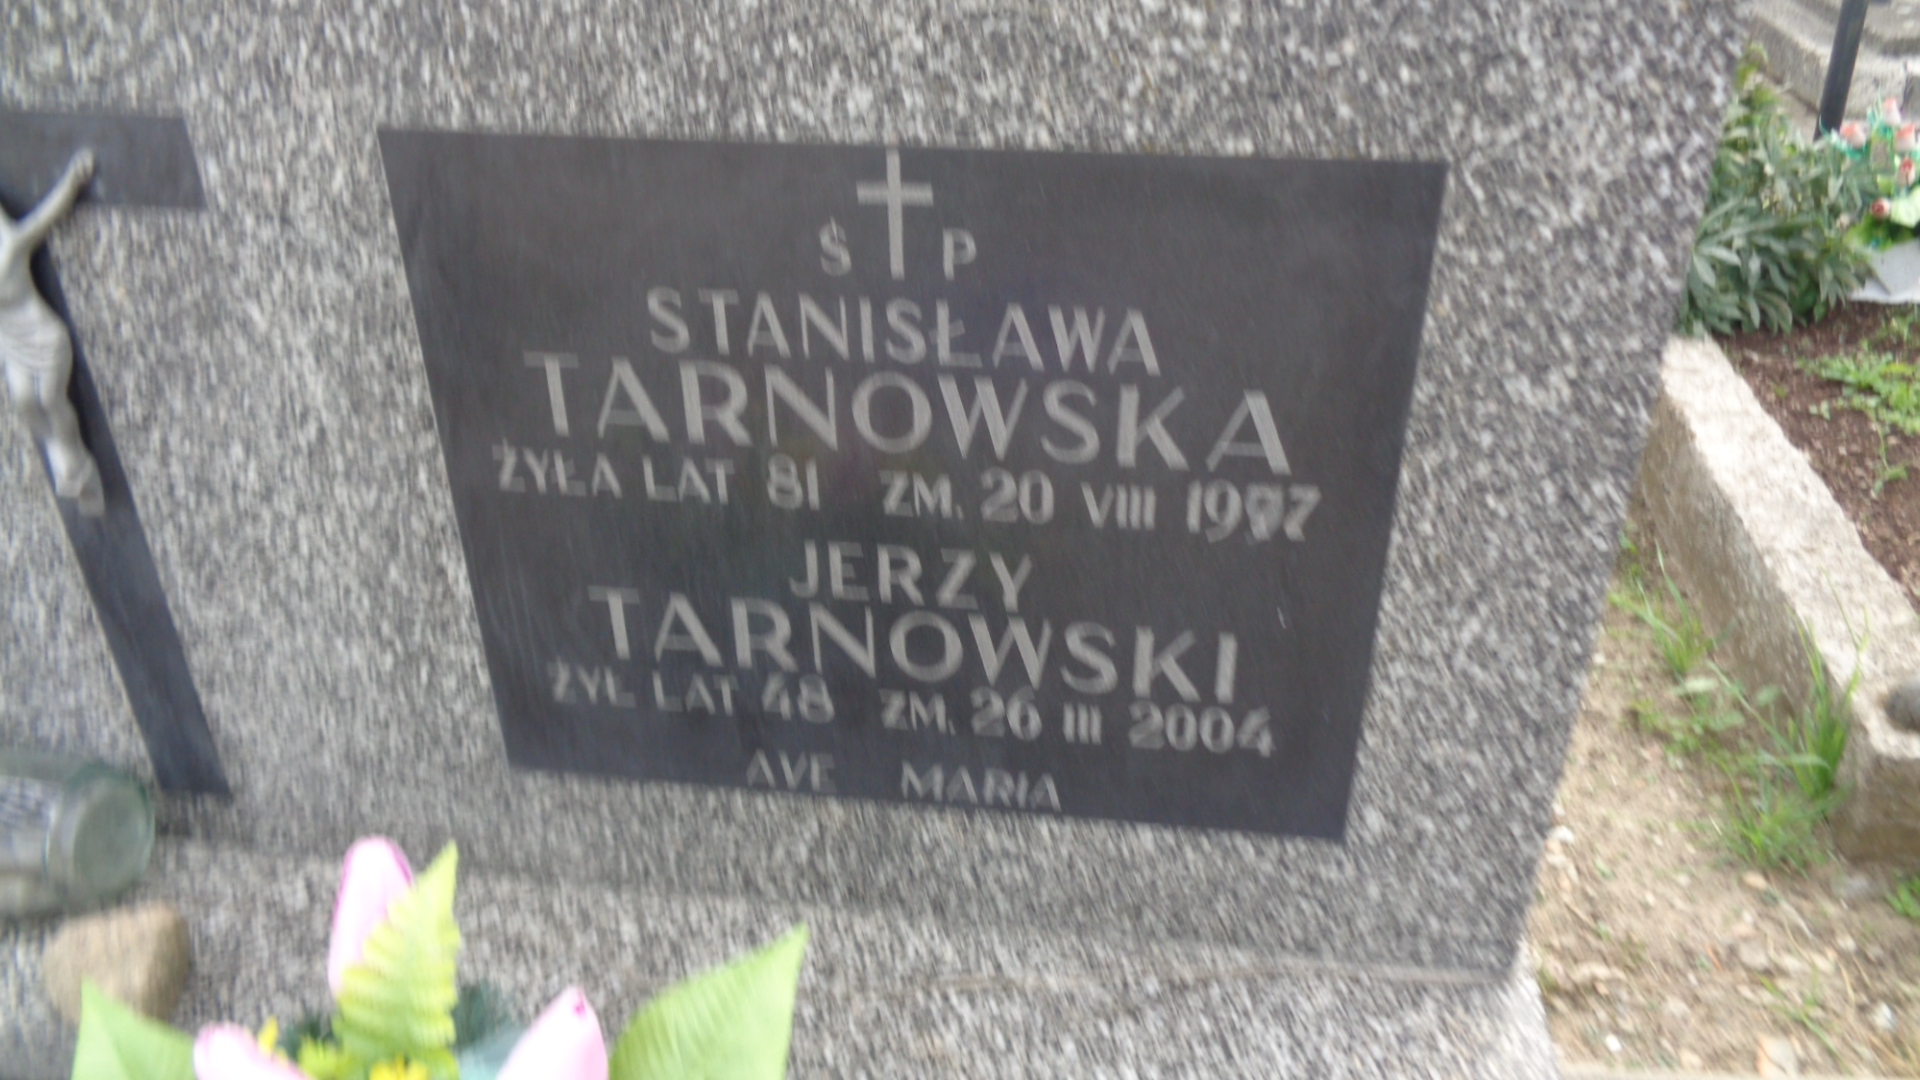 Ś P
STANISŁAWA
TARNOWSKA
ŻYŁA LAT 81 ZM. 20 VIII 1997
JERZY
TARNOWSKI
ŻYŁ LAT 48 ZM. 26 III 2004
AVE MARIA